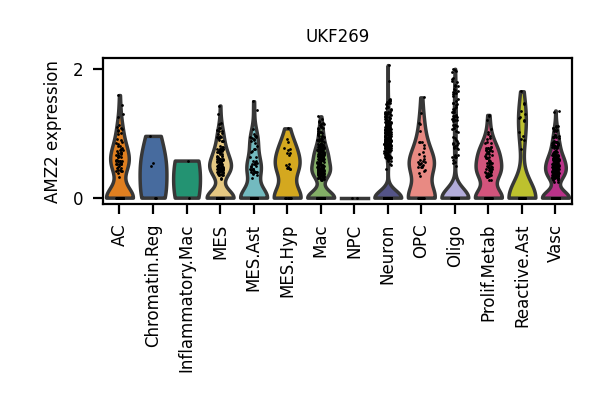 UKF269
AMZ2 expression
2
0
AC
Chromatin.Reg
Inflammatory.Mac
MES
MES.Ast
MES.Hyp
Mac
NPC
Neuron
OPC
Oligo
Prolif.Metab
Reactive.Ast
Vasc